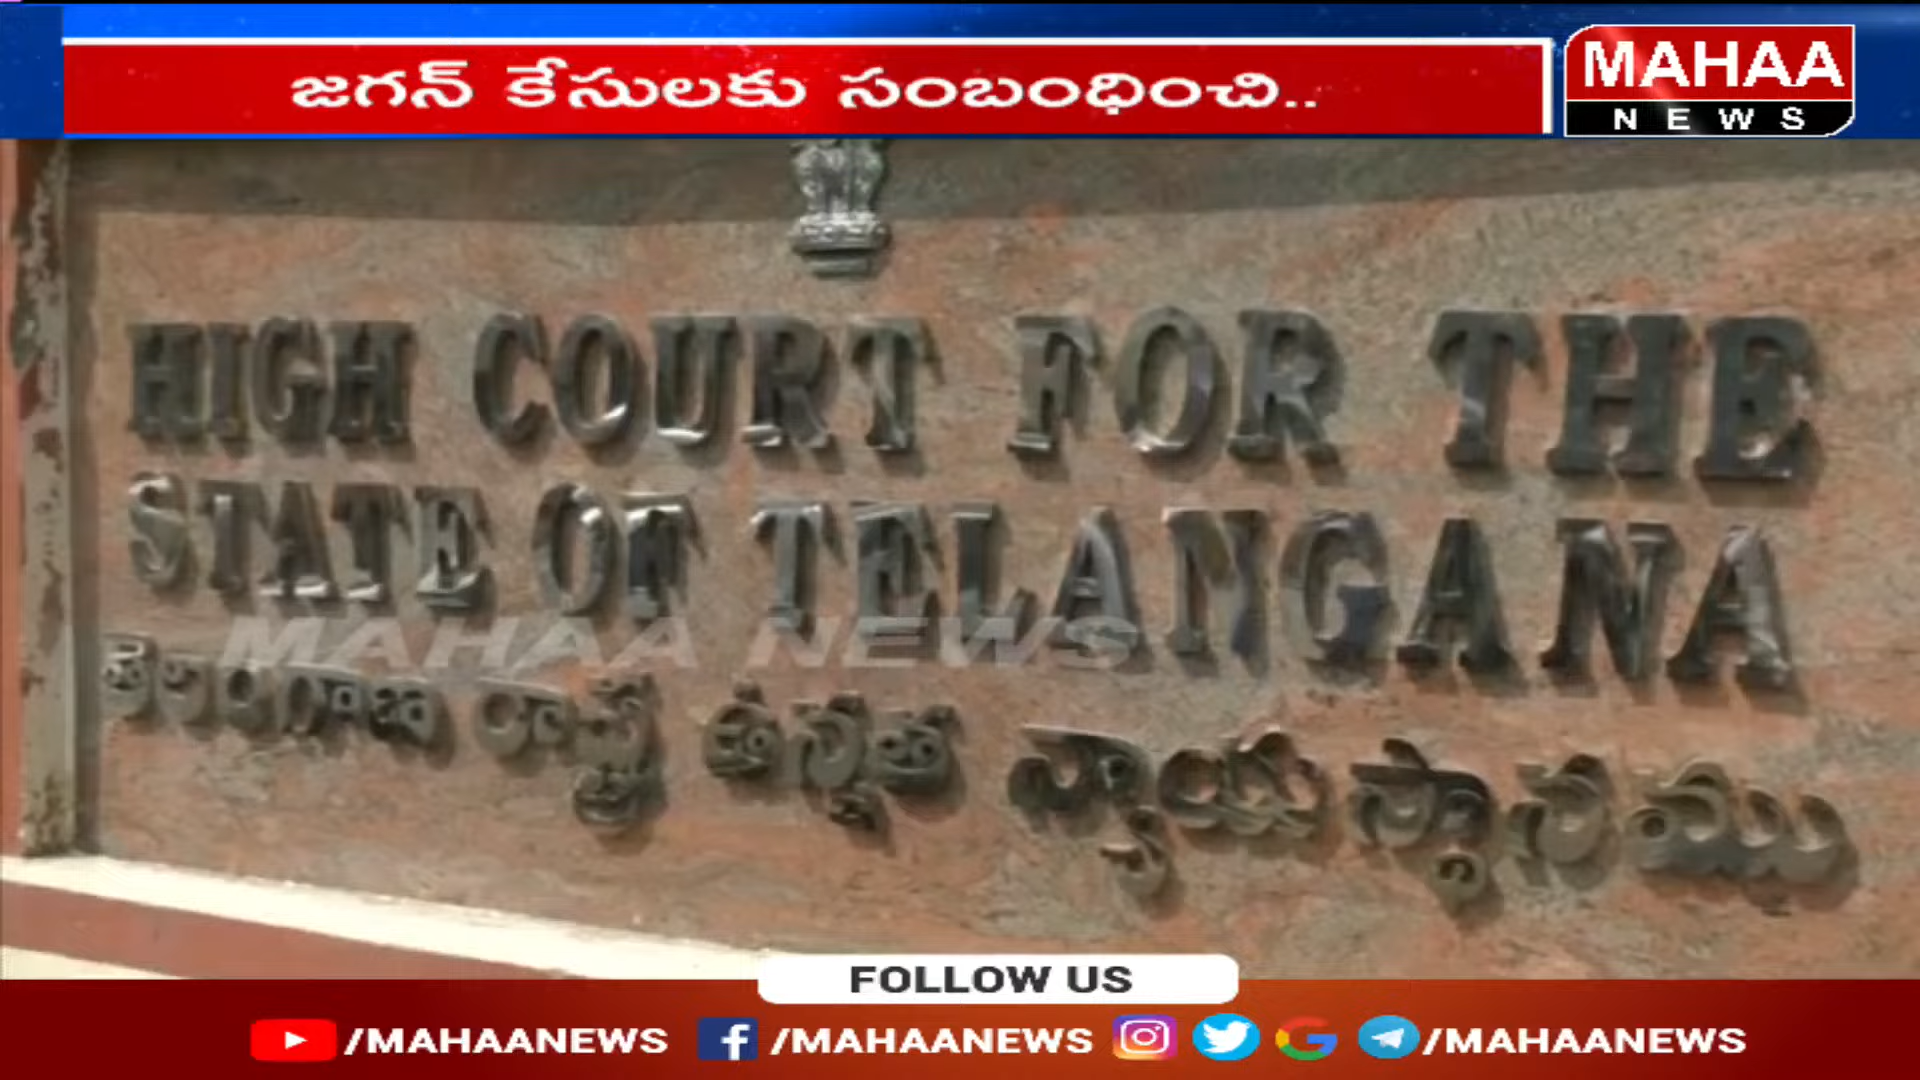 జగన్ కేసులకు సంబంధించి..
MAHAA
NEWS
HIGH COURT FOR THE
STATE OF TELANGANA
MAHAA NEWS
తెలంగాణ రాష్ట్ర ఉన్నత న్యాయస్థానము
FOLLOW US
/MAHAANEWS /MAHAANEWS /MAHAANEWS